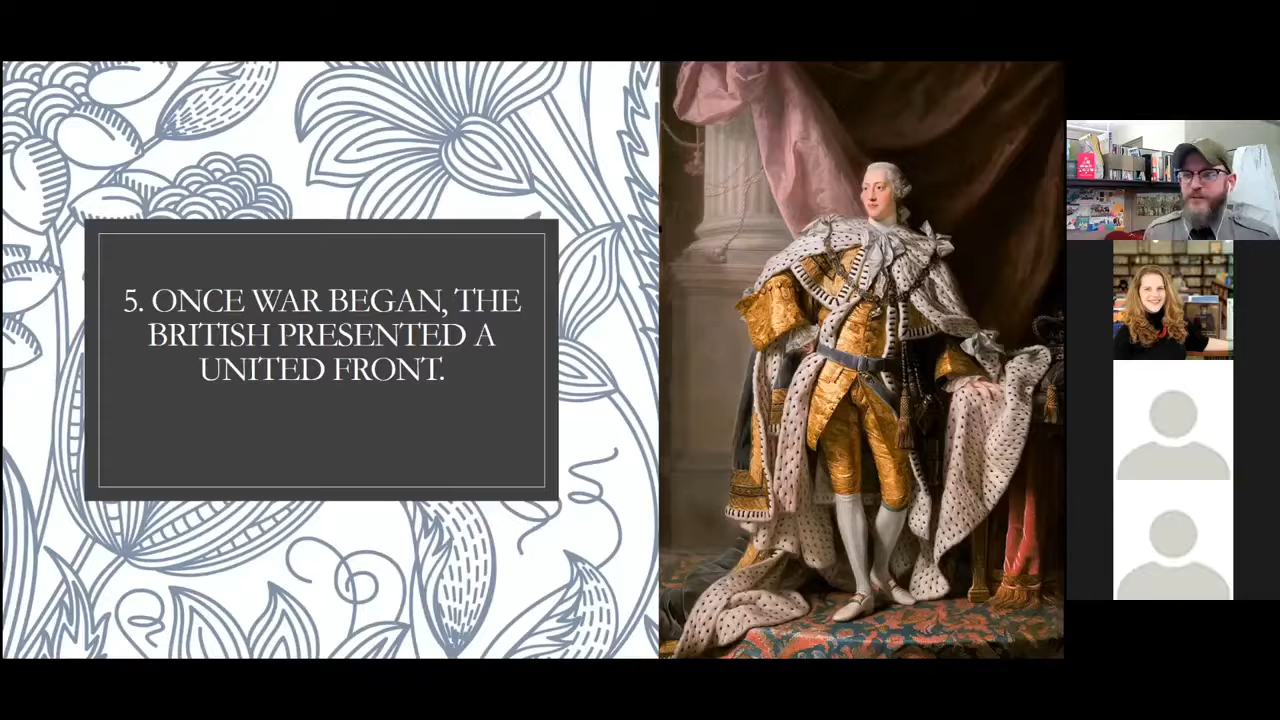 5. ONCE WAR BEGAN, THE
BRITISH PRESENTED A
UNITED FRONT.